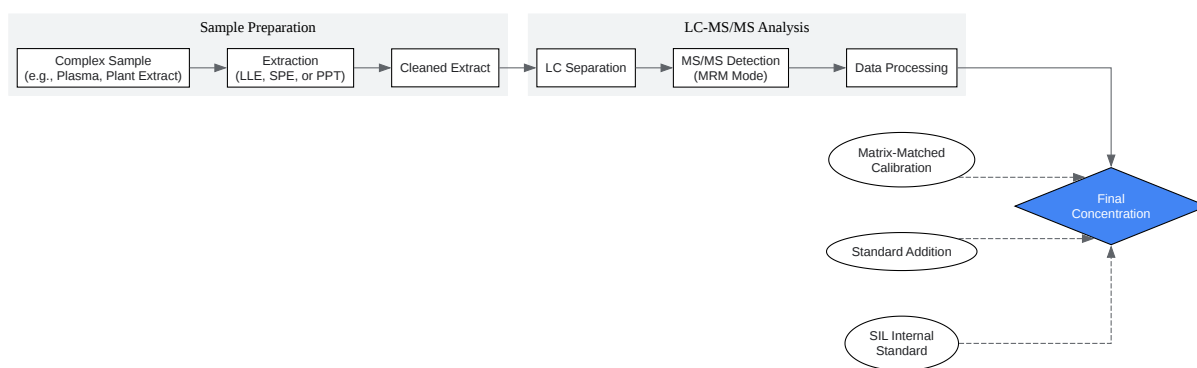 Sample Preparation
LC-MS/MS Analysis
Complex Sample
(e.g., Plasma, Plant Extract)
Extraction
(LLE, SPE, or PPT)
Cleaned Extract
LC Separation
MS/MS Detection
(MRM Mode)
Data Processing
Matrix-Matched
Calibration
Final
Concentration
Standard Addition
SIL Internal
Standard